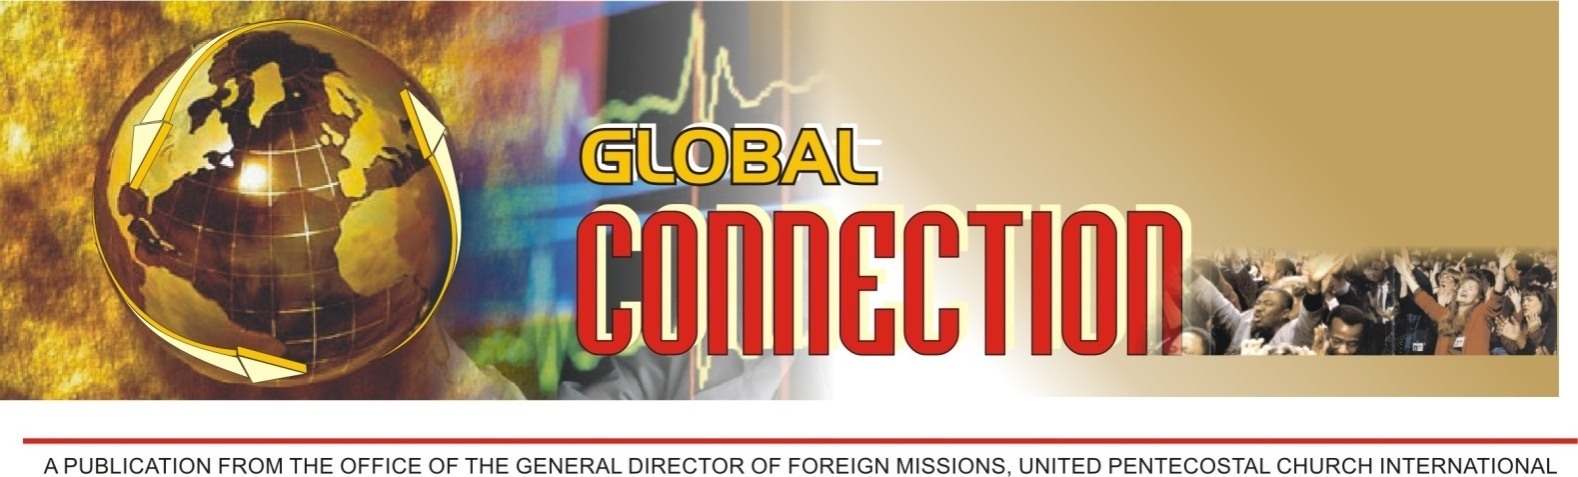 GLOBAL
CONNECTION
A PUBLICATION FROM THE OFFICE OF THE GENERAL DIRECTOR OF FOREIGN MISSIONS, UNITED PENTECOSTAL CHURCH INTERNATIONAL